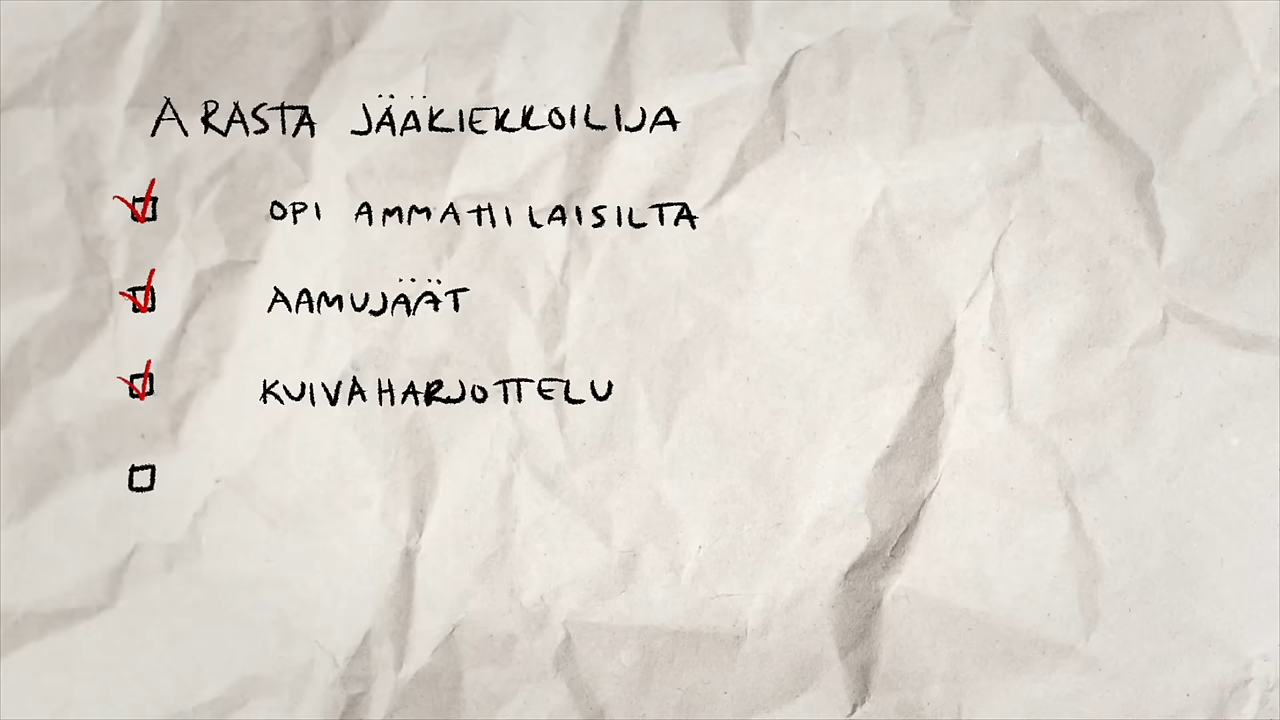 ARASTA JÄÄKIEKKOILIJA
OPI AMMATTILAISILTA
AAMUJÄÄT
KUIVAHARJOTTELU